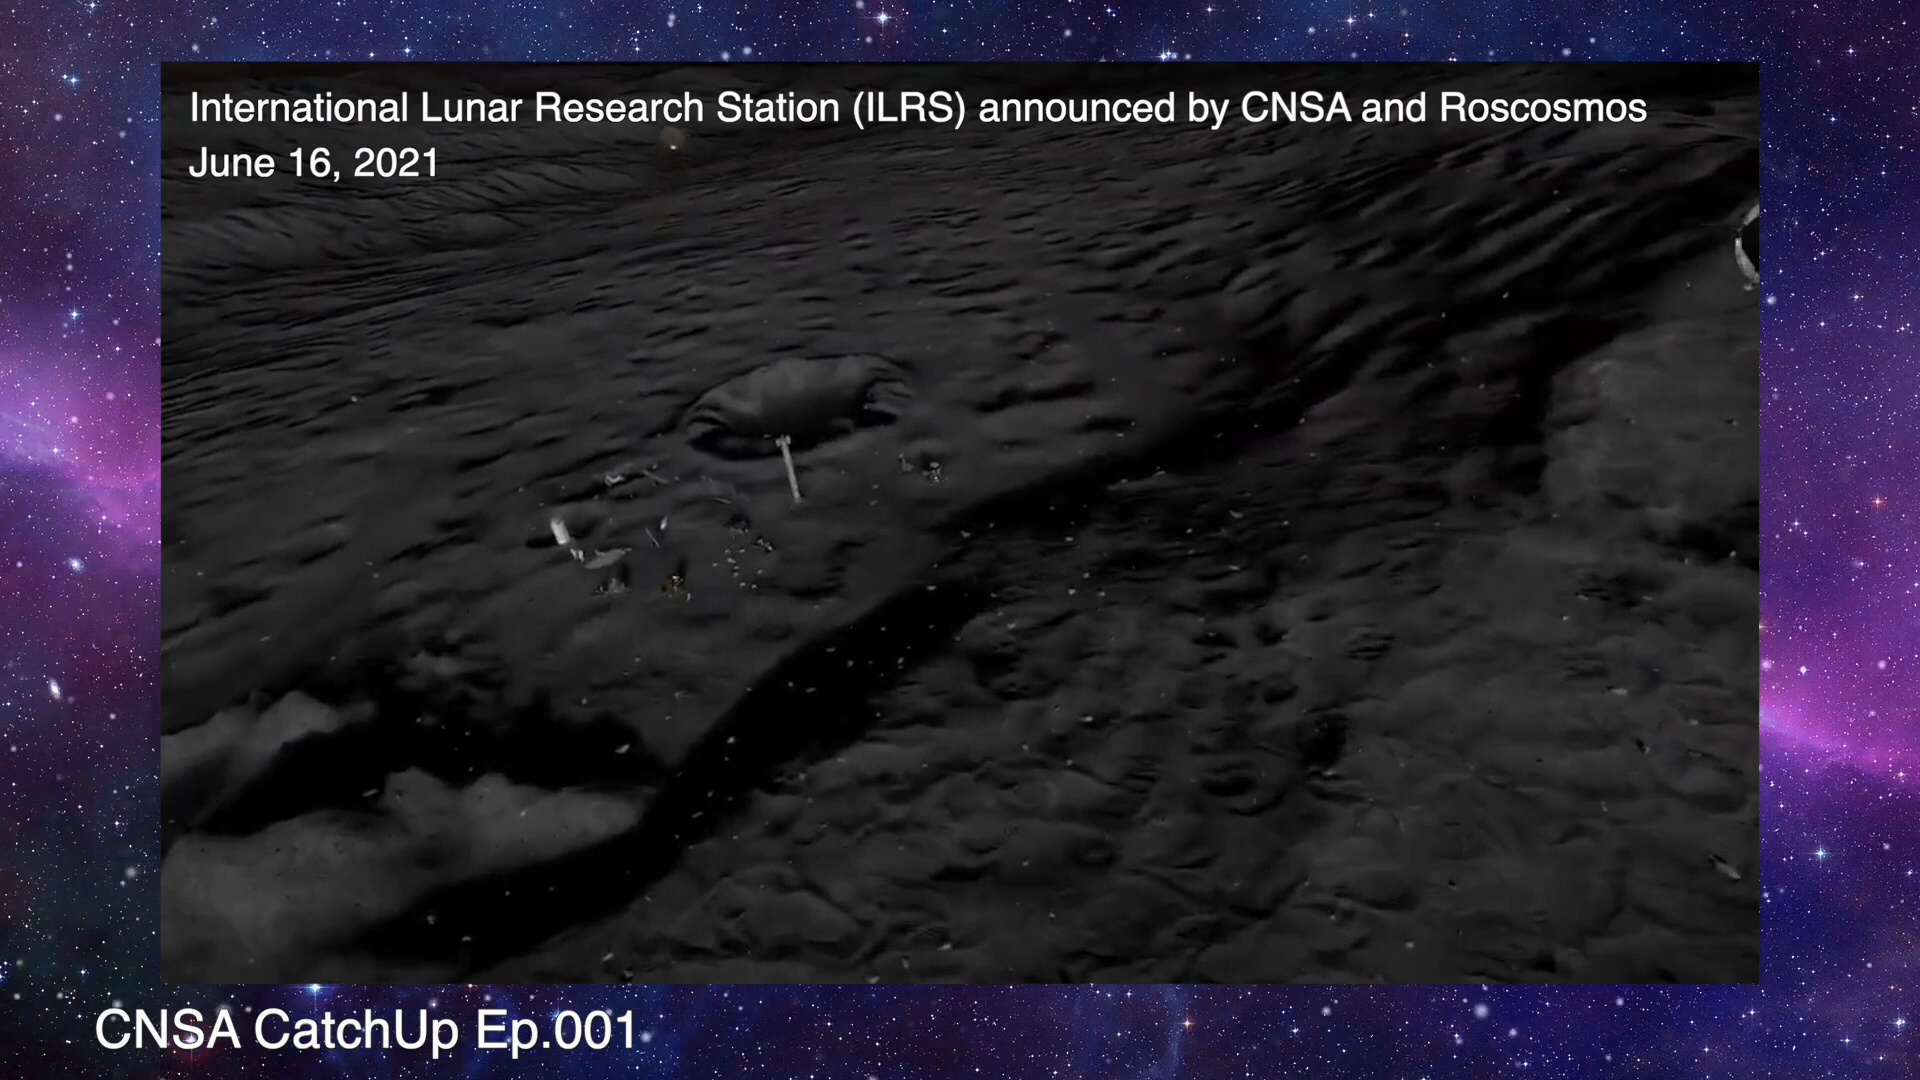 International Lunar Research Station (ILRS) announced by CNSA and Roscosmos
June 16, 2021
CNSA CatchUp Ep.001